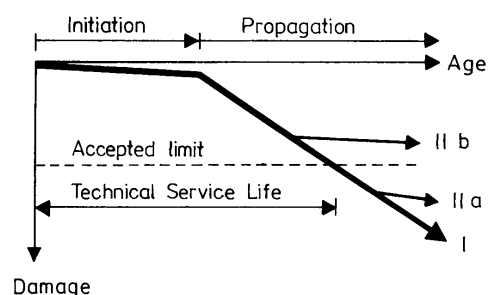 Initiation Propagation
Age
II b
Accepted limit
Technical Service Life
II a
I
Damage